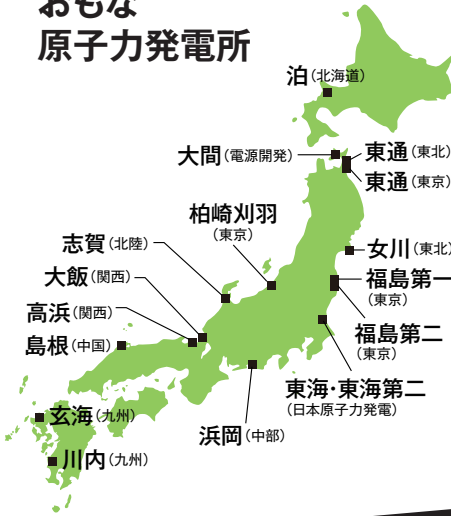 おもな
原子力発電所
泊(北海道)
大間(電源開発)
東通(東北)
東通(東京)
柏崎刈羽
(東京)
志賀(北陸)
女川(東北)
大飯(関西)
福島第一
(東京)
高浜(関西)
福島第二
(東京)
島根(中国)
東海・東海第二
(日本原子力発電)
玄海(九州)
浜岡(中部)
川内(九州)